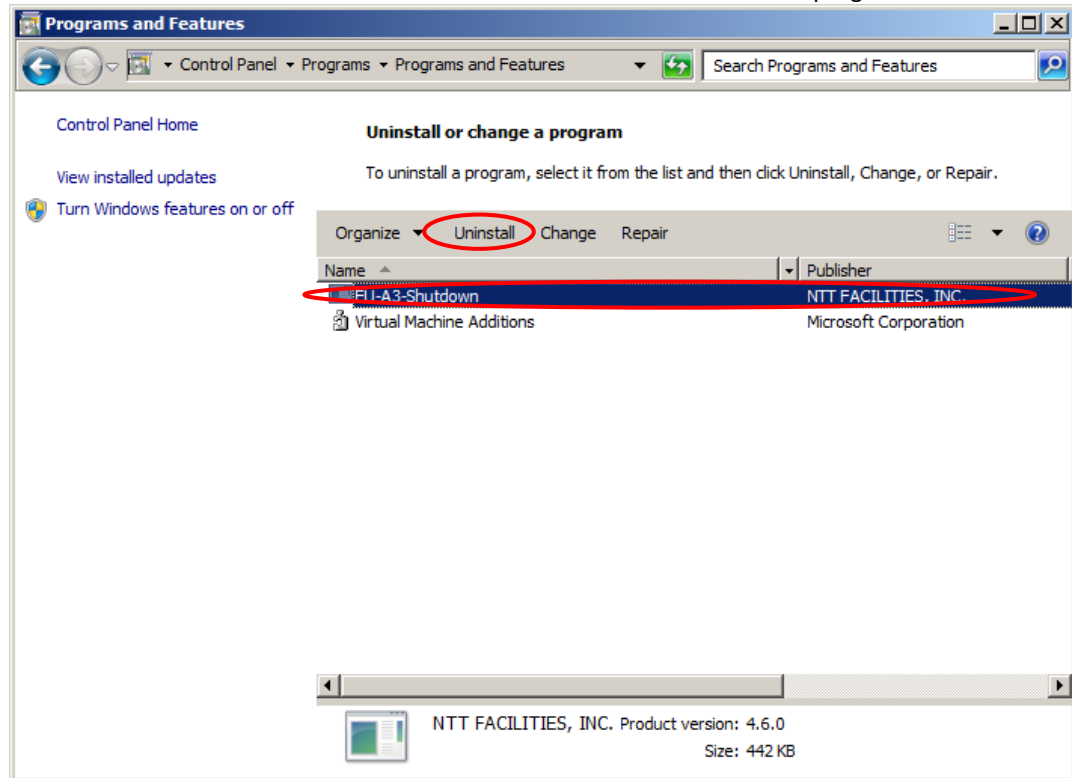 Programs and Features
Control Panel Programs Programs and Features Search Programs and Features
Control Panel Home
Uninstall or change a program
View installed updates
To uninstall a program, select it from the list and then click Uninstall, Change, or Repair.
Turn Windows features on or off
Organize Uninstall Change Repair
Name Publisher
FU-A3-Shutdown NTT FACILITIES, INC.
Virtual Machine Additions Microsoft Corporation
NTT FACILITIES, INC. Product version: 4.6.0
Size: 442 KB